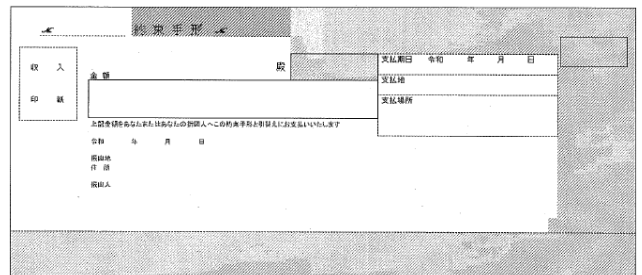 約束手形
収入
印紙
殿
金額
支払期日 令和 年 月 日
支払地
支払場所
上記金額をあなたまたはあなたの指図人へこの約束手形と引替えにお支払いいたします
令和 年 月 日
振出地
住所
振出人